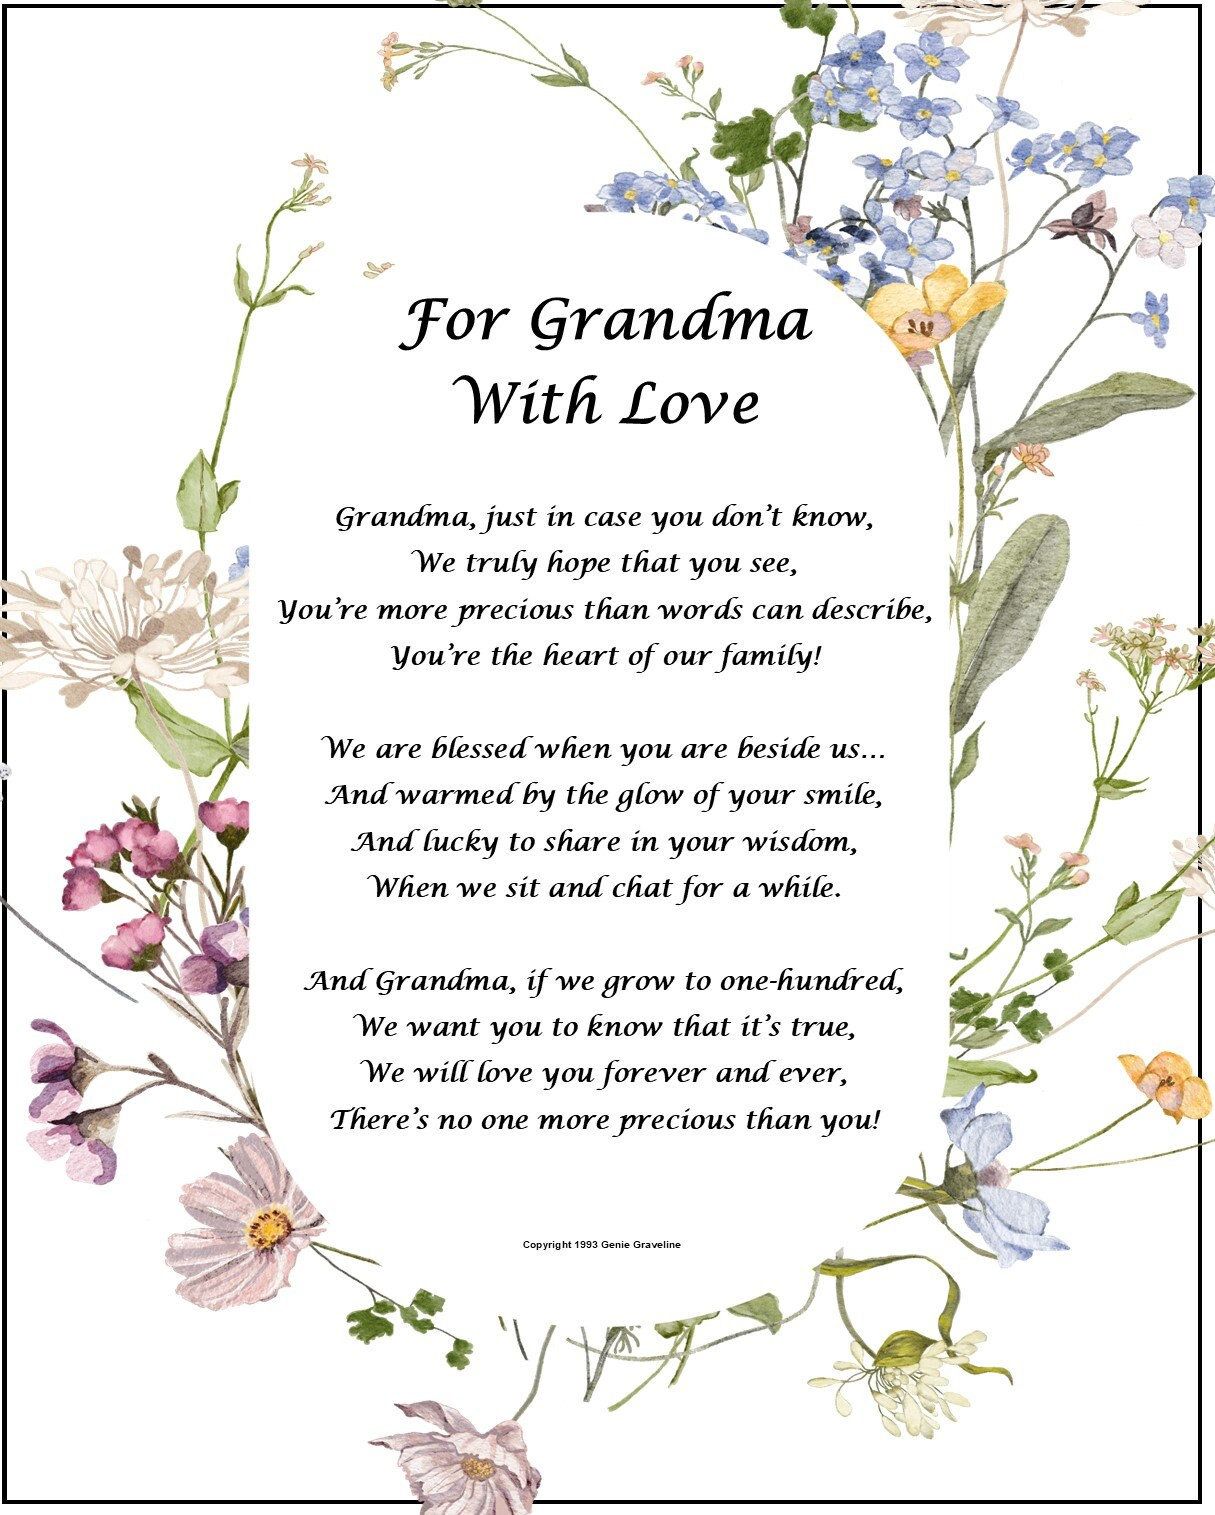 For Grandma
With Love
Grandma, just in case you don't know,
We truly hope that you see,
You're more precious than words can describe,
You're the heart of our family!
We are blessed when you are beside us...
And warmed by the glow of your smile,
And lucky to share in your wisdom,
When we sit and chat for a while.
And Grandma, if we grow to one-hundred,
We want you to know that it's true,
We will love you forever and ever,
There's no one more precious than you!
Copyright 1993 Genie Graveline